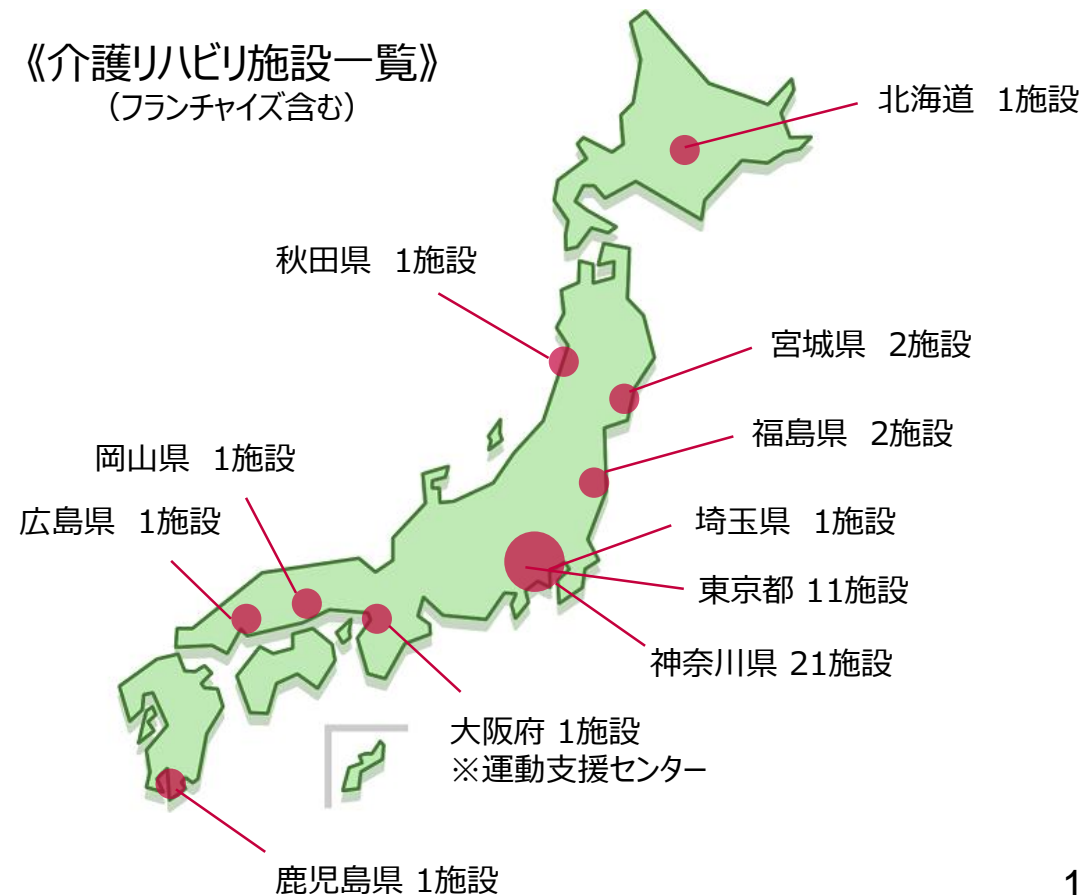 《介護リハビリ施設一覧》
（フランチャイズ含む）
北海道　1施設
秋田県　1施設
宮城県　2施設
福島県　2施設
岡山県　1施設
広島県　1施設
埼玉県　1施設
東京都 11施設
神奈川県 21施設
大阪府 1施設
※運動支援センター
鹿児島県 1施設
1